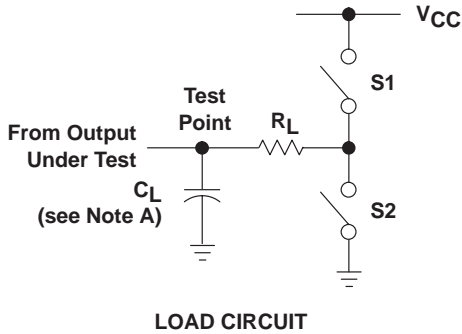 VCC
S1
Test
Point
RL
From Output
Under Test
CL
(see Note A)
S2
LOAD CIRCUIT